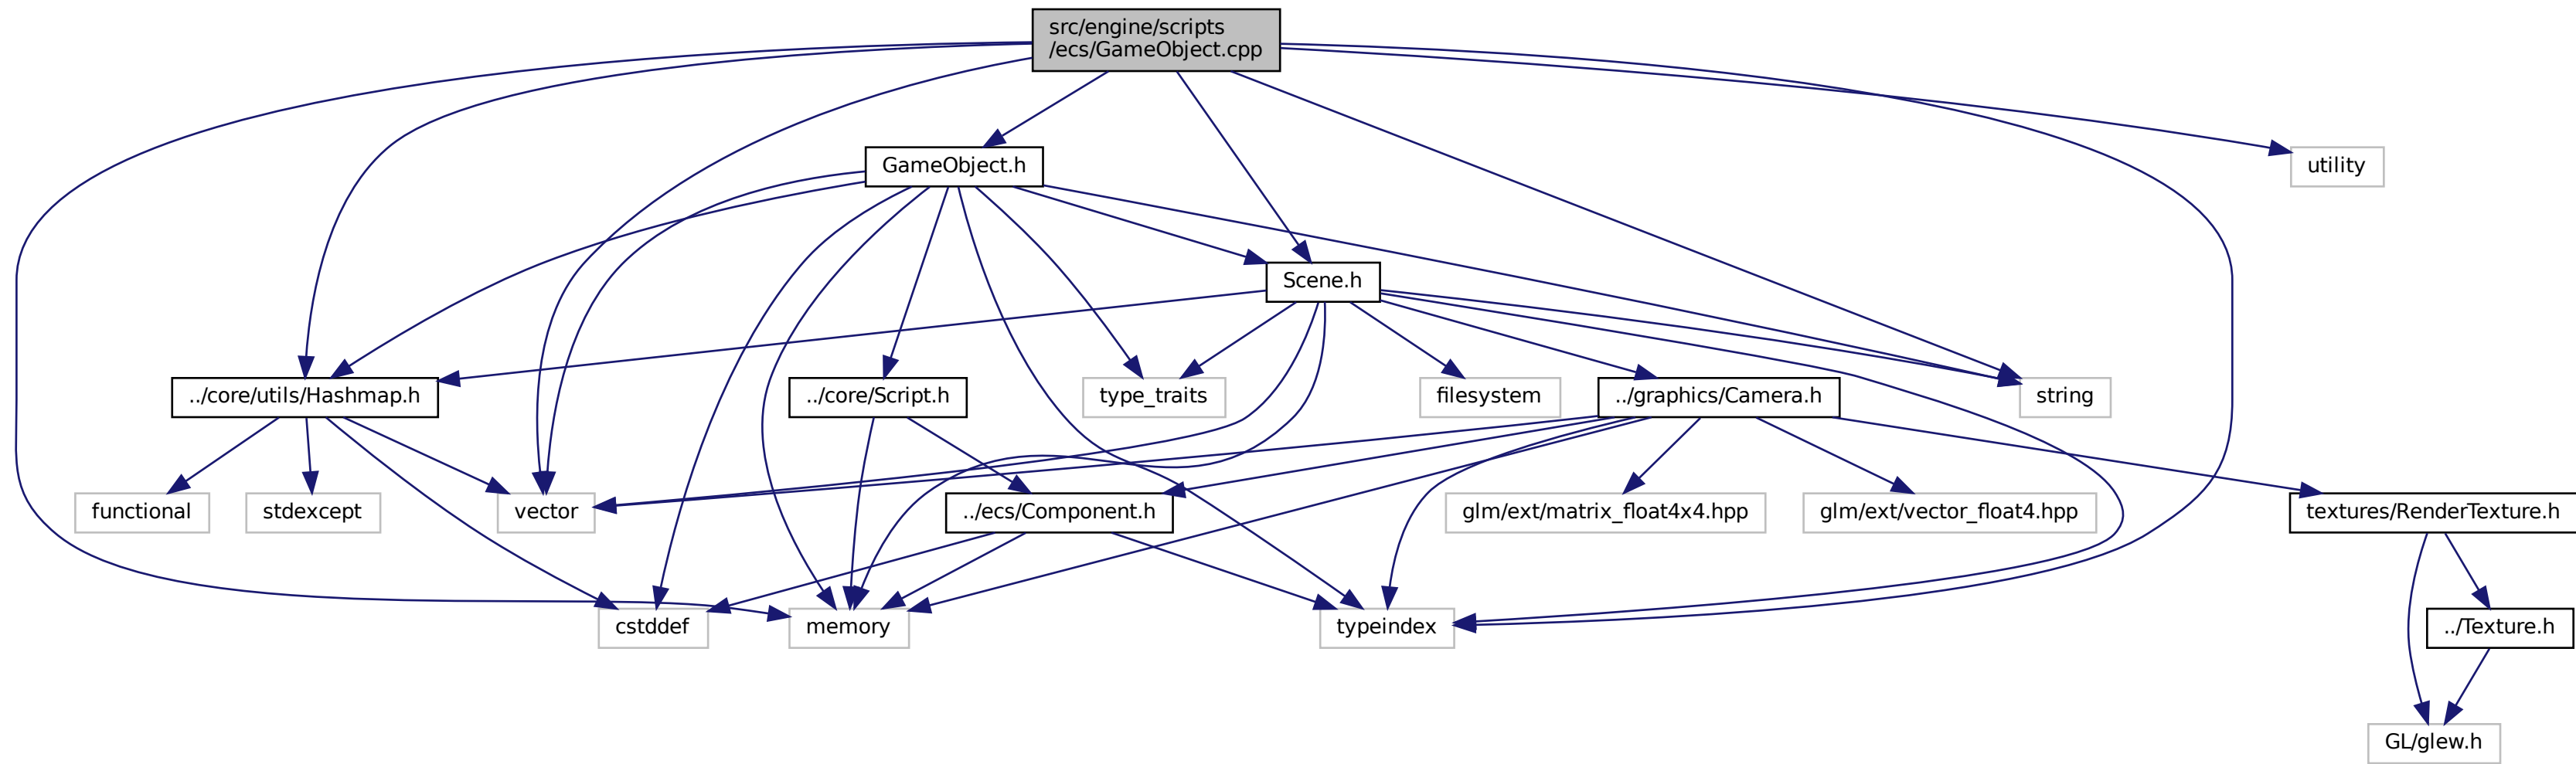 src/engine/scripts
/ecs/GameObject.cpp
GameObject.h
utility
Scene.h
../core/utils/Hashmap.h
../core/Script.h
type_traits
filesystem
../graphics/Camera.h
string
functional
stdexcept
vector
../ecs/Component.h
glm/ext/matrix_float4x4.hpp
glm/ext/vector_float4.hpp
textures/RenderTexture.h
cstddef
memory
typeindex
../Texture.h
GL/glew.h